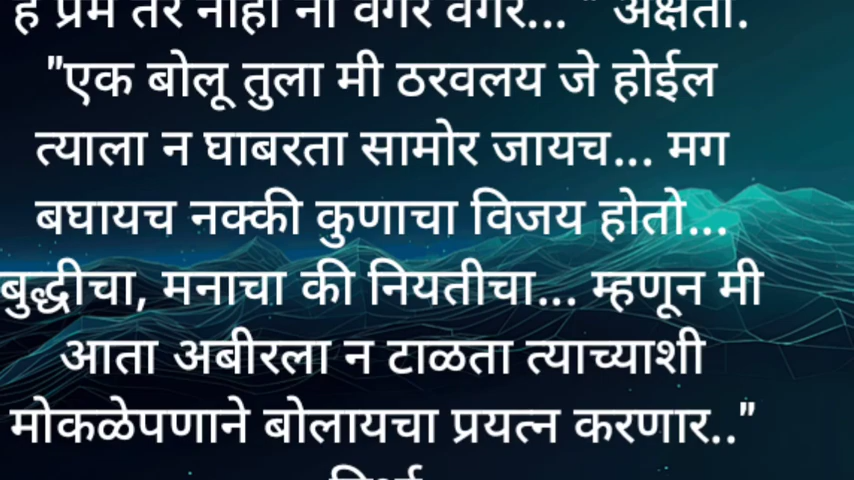 हे प्रेम तर नाही ना वगैरे वगैरे... " अक्षता.
"एक बोलू तुला मी ठरवलय जे होईल
त्याला न घाबरता सामोर जायच... मग
बघायच नक्की कुणाचा विजय होतो...
बुद्धीचा, मनाचा की नियतीचा... म्हणून मी
आता अबीरला न टाळता त्याच्याशी
मोकळेपणाने बोलायचा प्रयत्न करणार.."